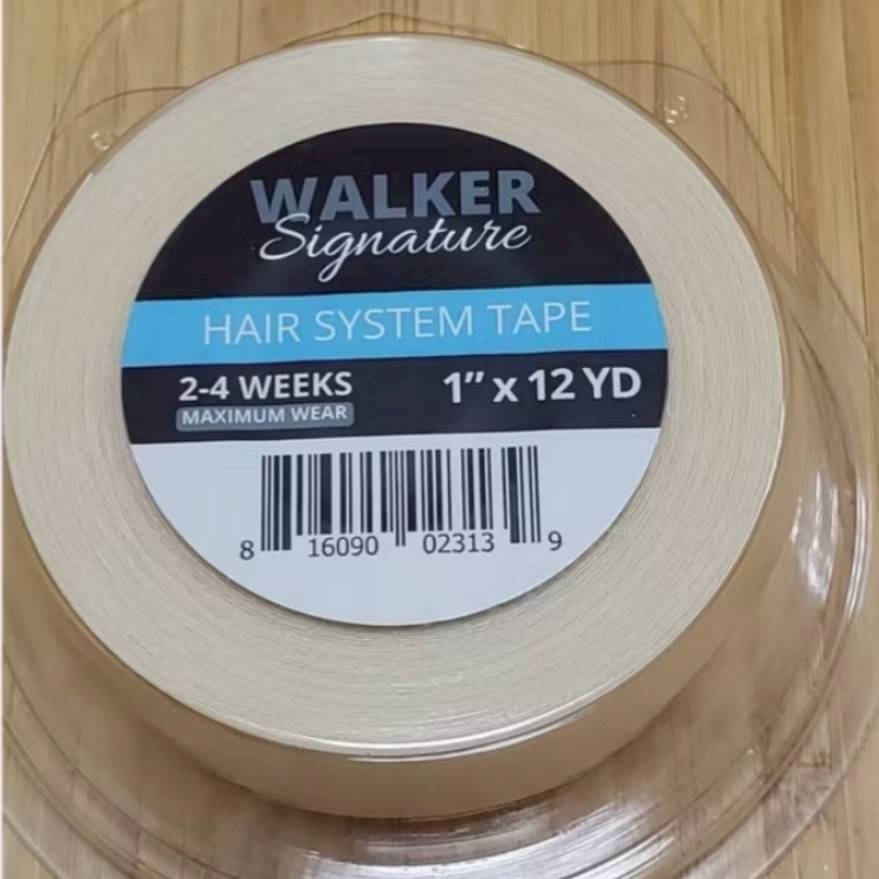 WALKER
Signature
HAIR SYSTEM TAPE
2-4 WEEKS 1” x 12 YD
MAXIMUM WEAR
8 16090 02313 9